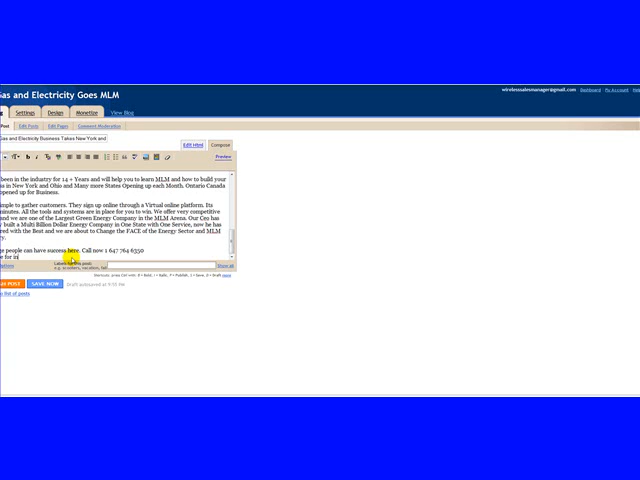 Gas and Electricity Goes MLM
wirelesssalesmanager@gmail.com Dashboard My Account
Settings Design Monetize View Blog
Post Edit Posts Edit Pages Comment Moderation
Gas and Electricity Business Takes New York and
Edit Html Compose
Preview
been in the industry for 14 + Years and will help you to learn MLM and how to build your
in New York and Ohio and Many more States Opening up each Month. Ontario Canada
opened up for Business.
mple to gather customers. They sign up online through a Virtual online platform. Its
minutes. All the tools and systems are in place for you to win. We offer very competitive
and we are one of the Largest Green Energy Company in the MLM Arena. Our Ceo has
built a Multi Billion Dollar Energy Company in One State with One Service, now he has
red with the Best and we are about to Change the FACE of the Energy Sector and MLM
y.
ge people can have success here. Call now 1 647 764 6350
e for in
Labels for this post:
e.g. scooters, vacation, fall
Show all
POST SAVE NOW Draft autosaved at
list of posts